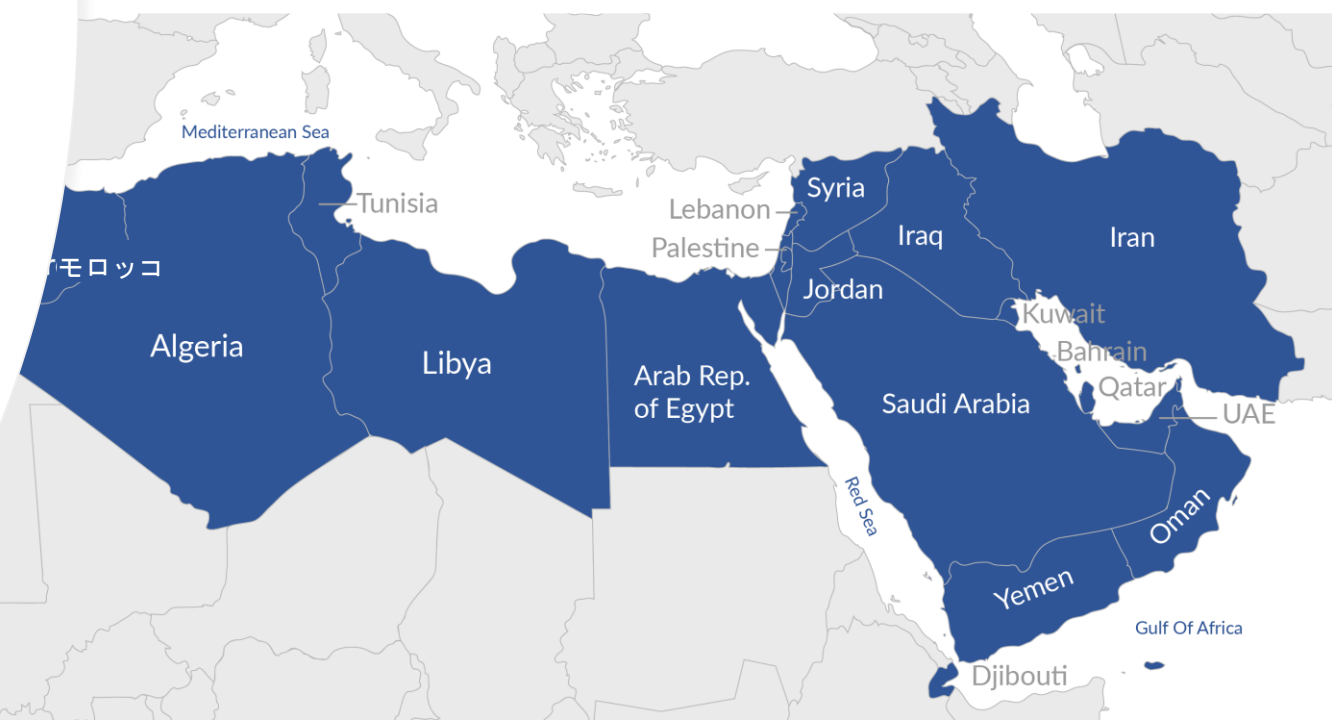 Mediterranean Sea
Tunisia
Syria
Lebanon
Iraq
Iran
Palestine
モロッコ
Jordan
Kuwait
Algeria
Libya
Bahrain
Arab Rep.
of Egypt
Qatar
Saudi Arabia
UAE
Red Sea
Oman
Yemen
Gulf Of Africa
Djibouti